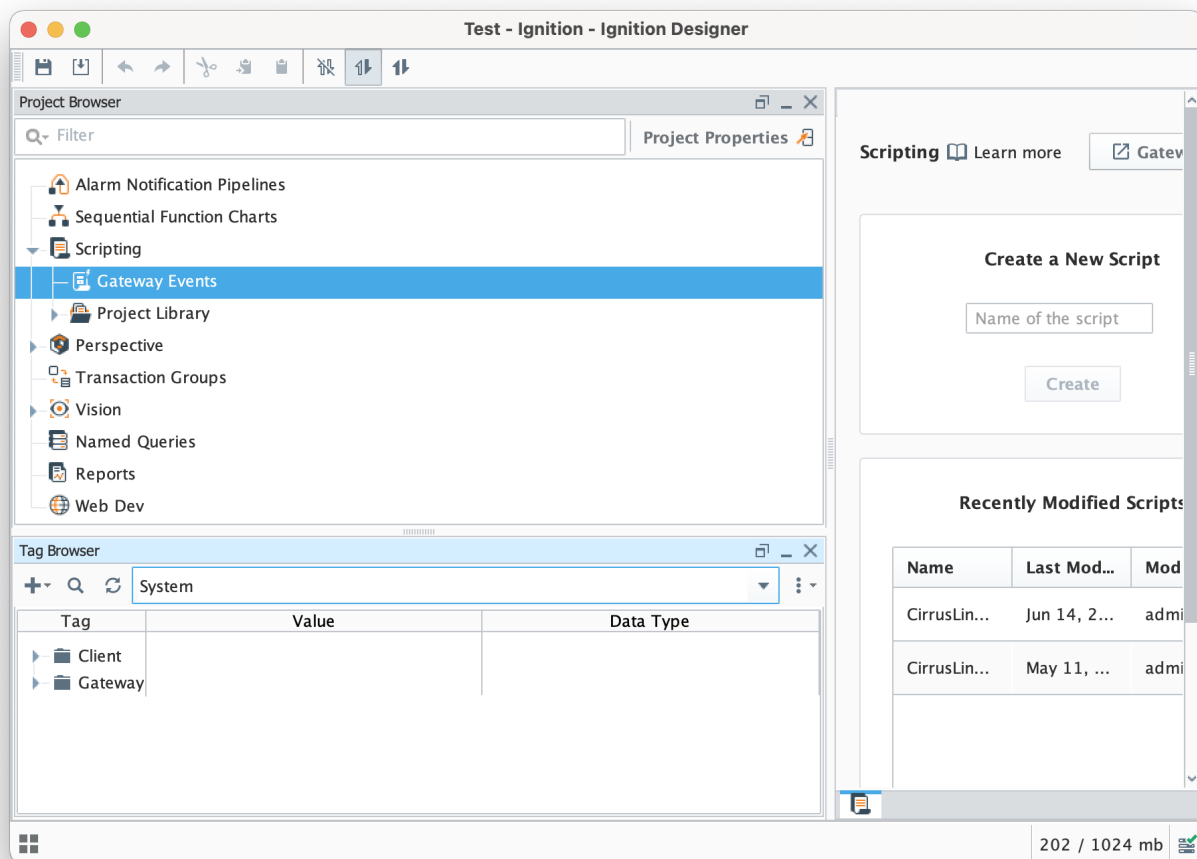 Test - Ignition - Ignition Designer
Project Browser
Filter
Project Properties
Alarm Notification Pipelines
Sequential Function Charts
Scripting
Gateway Events
Project Library
Perspective
Transaction Groups
Vision
Named Queries
Reports
Web Dev
Tag Browser
System
Tag Value Data Type
Client
Gateway
Scripting Learn more Gatew
Create a New Script
Name of the script
Create
Recently Modified Scripts
Name Last Mod... Mod
CirrusLin... Jun 14, 2... admi
CirrusLin... May 11, ... admi
202 / 1024 mb